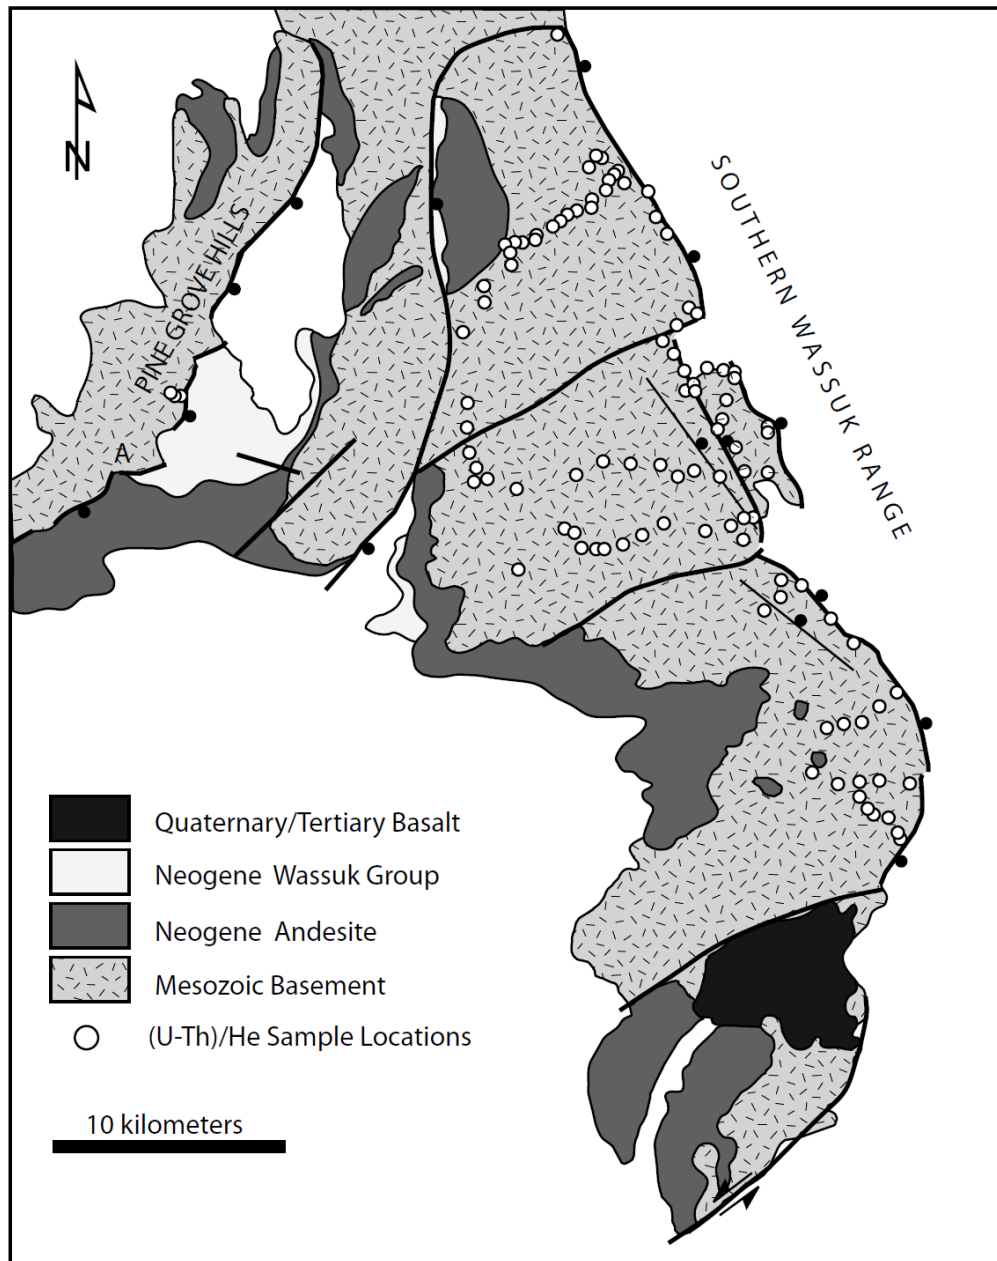 N
PINE GROVE HILLS
A
SOUTHERN WASSUK RANGE
Quaternary/Tertiary Basalt
Neogene Wassuk Group
Neogene Andesite
Mesozoic Basement
(U-Th)/He Sample Locations
10 kilometers